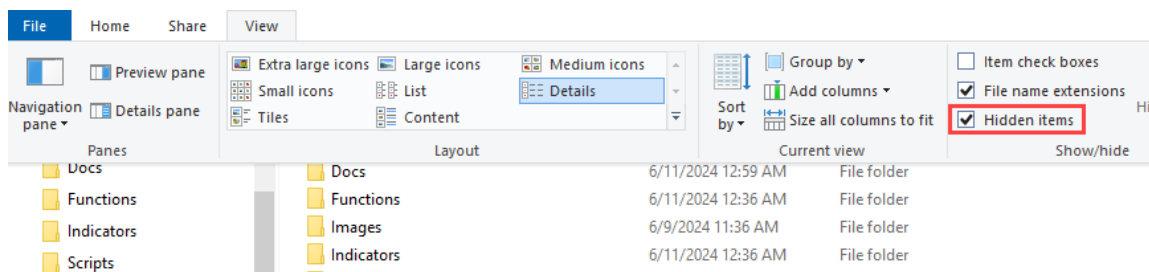 File Home Share View
Extra large icons Large icons Medium icons Group by Item check boxes
Preview pane Small icons List Details Add columns File name extensions
Navigation pane Details pane Tiles Content Sort by Size all columns to fit Hidden items
Hi
Panes Layout Current view Show/hide
Docs Docs 6/11/2024 12:59 AM File folder
Functions Functions 6/11/2024 12:36 AM File folder
Indicators Images 6/9/2024 11:36 AM File folder
Scripts Indicators 6/11/2024 12:36 AM File folder